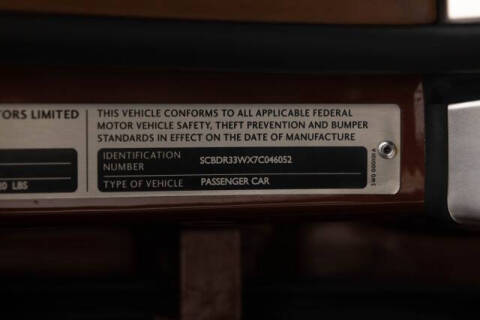 TORS LIMITED
THIS VEHICLE CONFORMS TO ALL APPLICABLE FEDERAL
MOTOR VEHICLE SAFETY, THEFT PREVENTION AND BUMPER
STANDARDS IN EFFECT ON THE DATE OF MANUFACTURE
IDENTIFICATION NUMBER SCBDR33WX7C046052
LBS
TYPE OF VEHICLE PASSENGER CAR